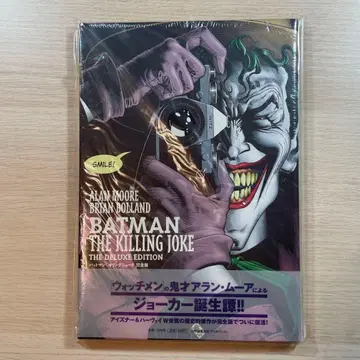 SMILE!
ALAN MOORE
BRIAN BOLLAND
BATMAN
THE KILLING JOKE
THE DELUXE EDITION
バットマン:キリングジョーク 完全版
ウォッチメンの鬼才アラン・ムーアによる
ジョーカー誕生譚!!
アイズナー&ハーヴェイW受賞の歴史的傑作が完全版でついに復活!